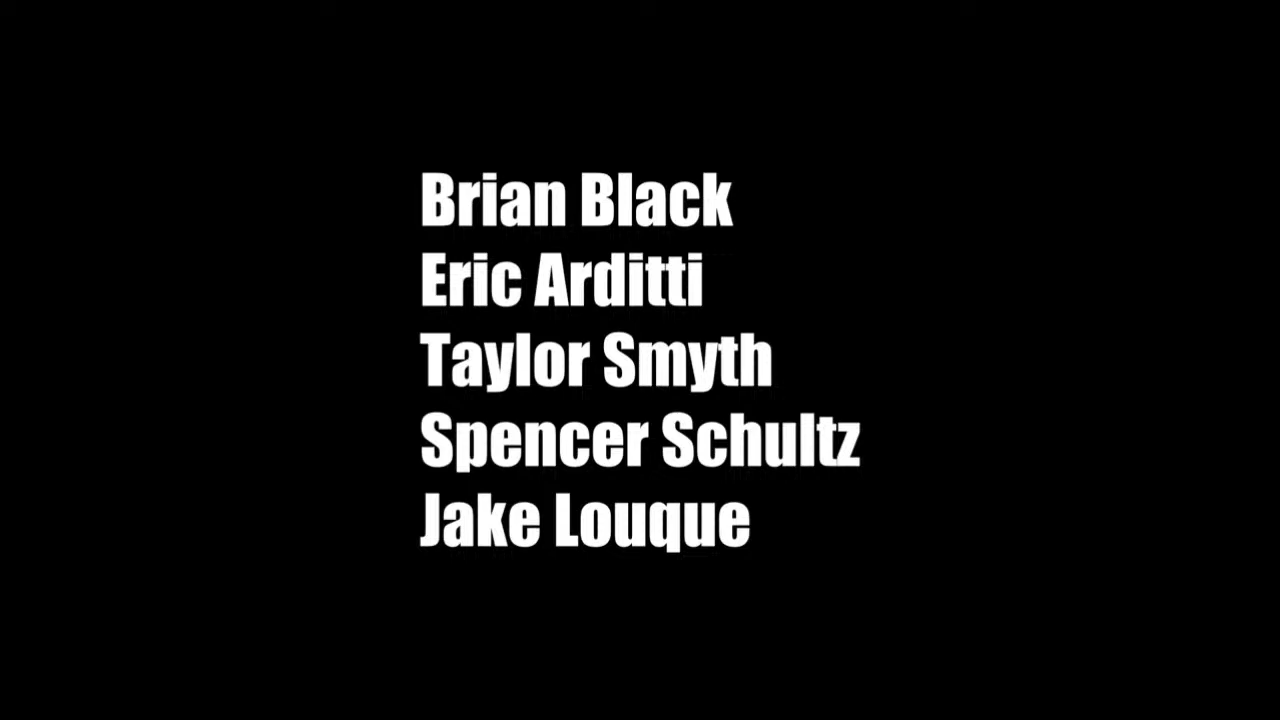 Brian Black
Eric Arditti
Taylor Smyth
Spencer Schultz
Jake Louque